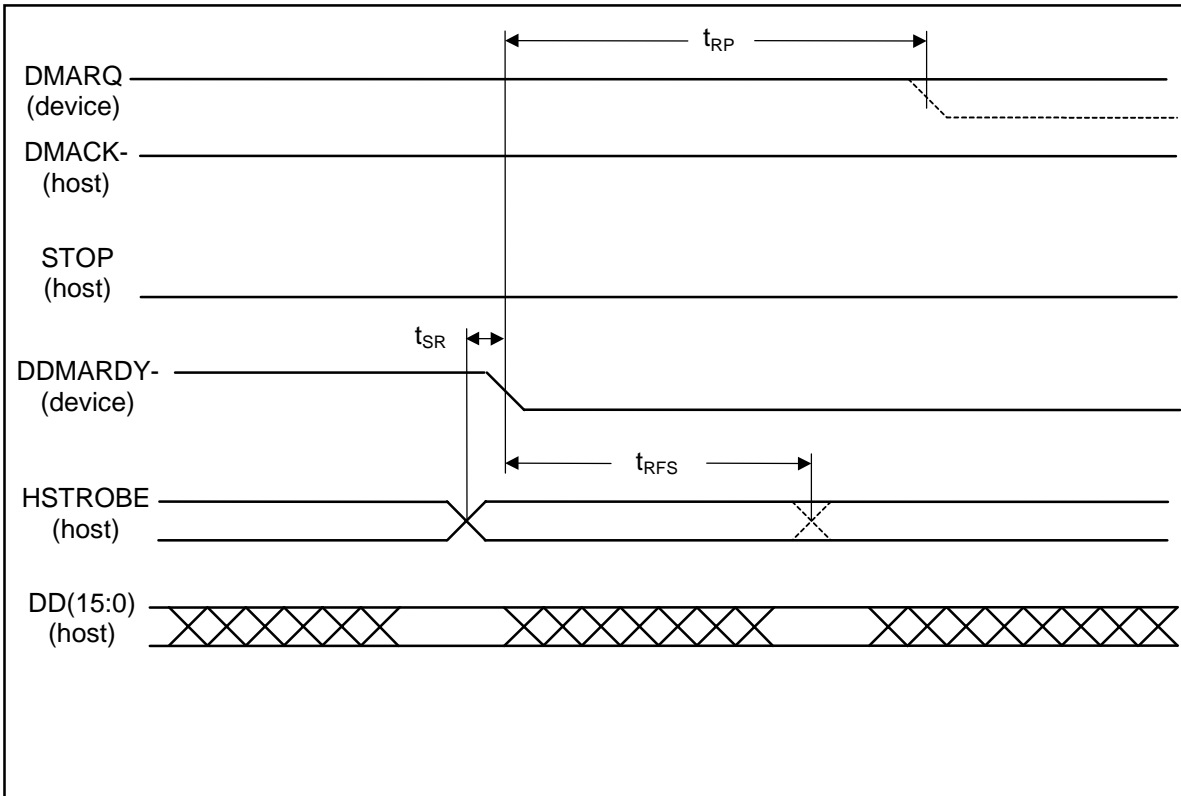 tRP
DMARQ
(device)
DMACK-
(host)
STOP
(host)
tSR
DDMARDY-
(device)
tRFS
HSTROBE
(host)
DD(15:0)
(host)